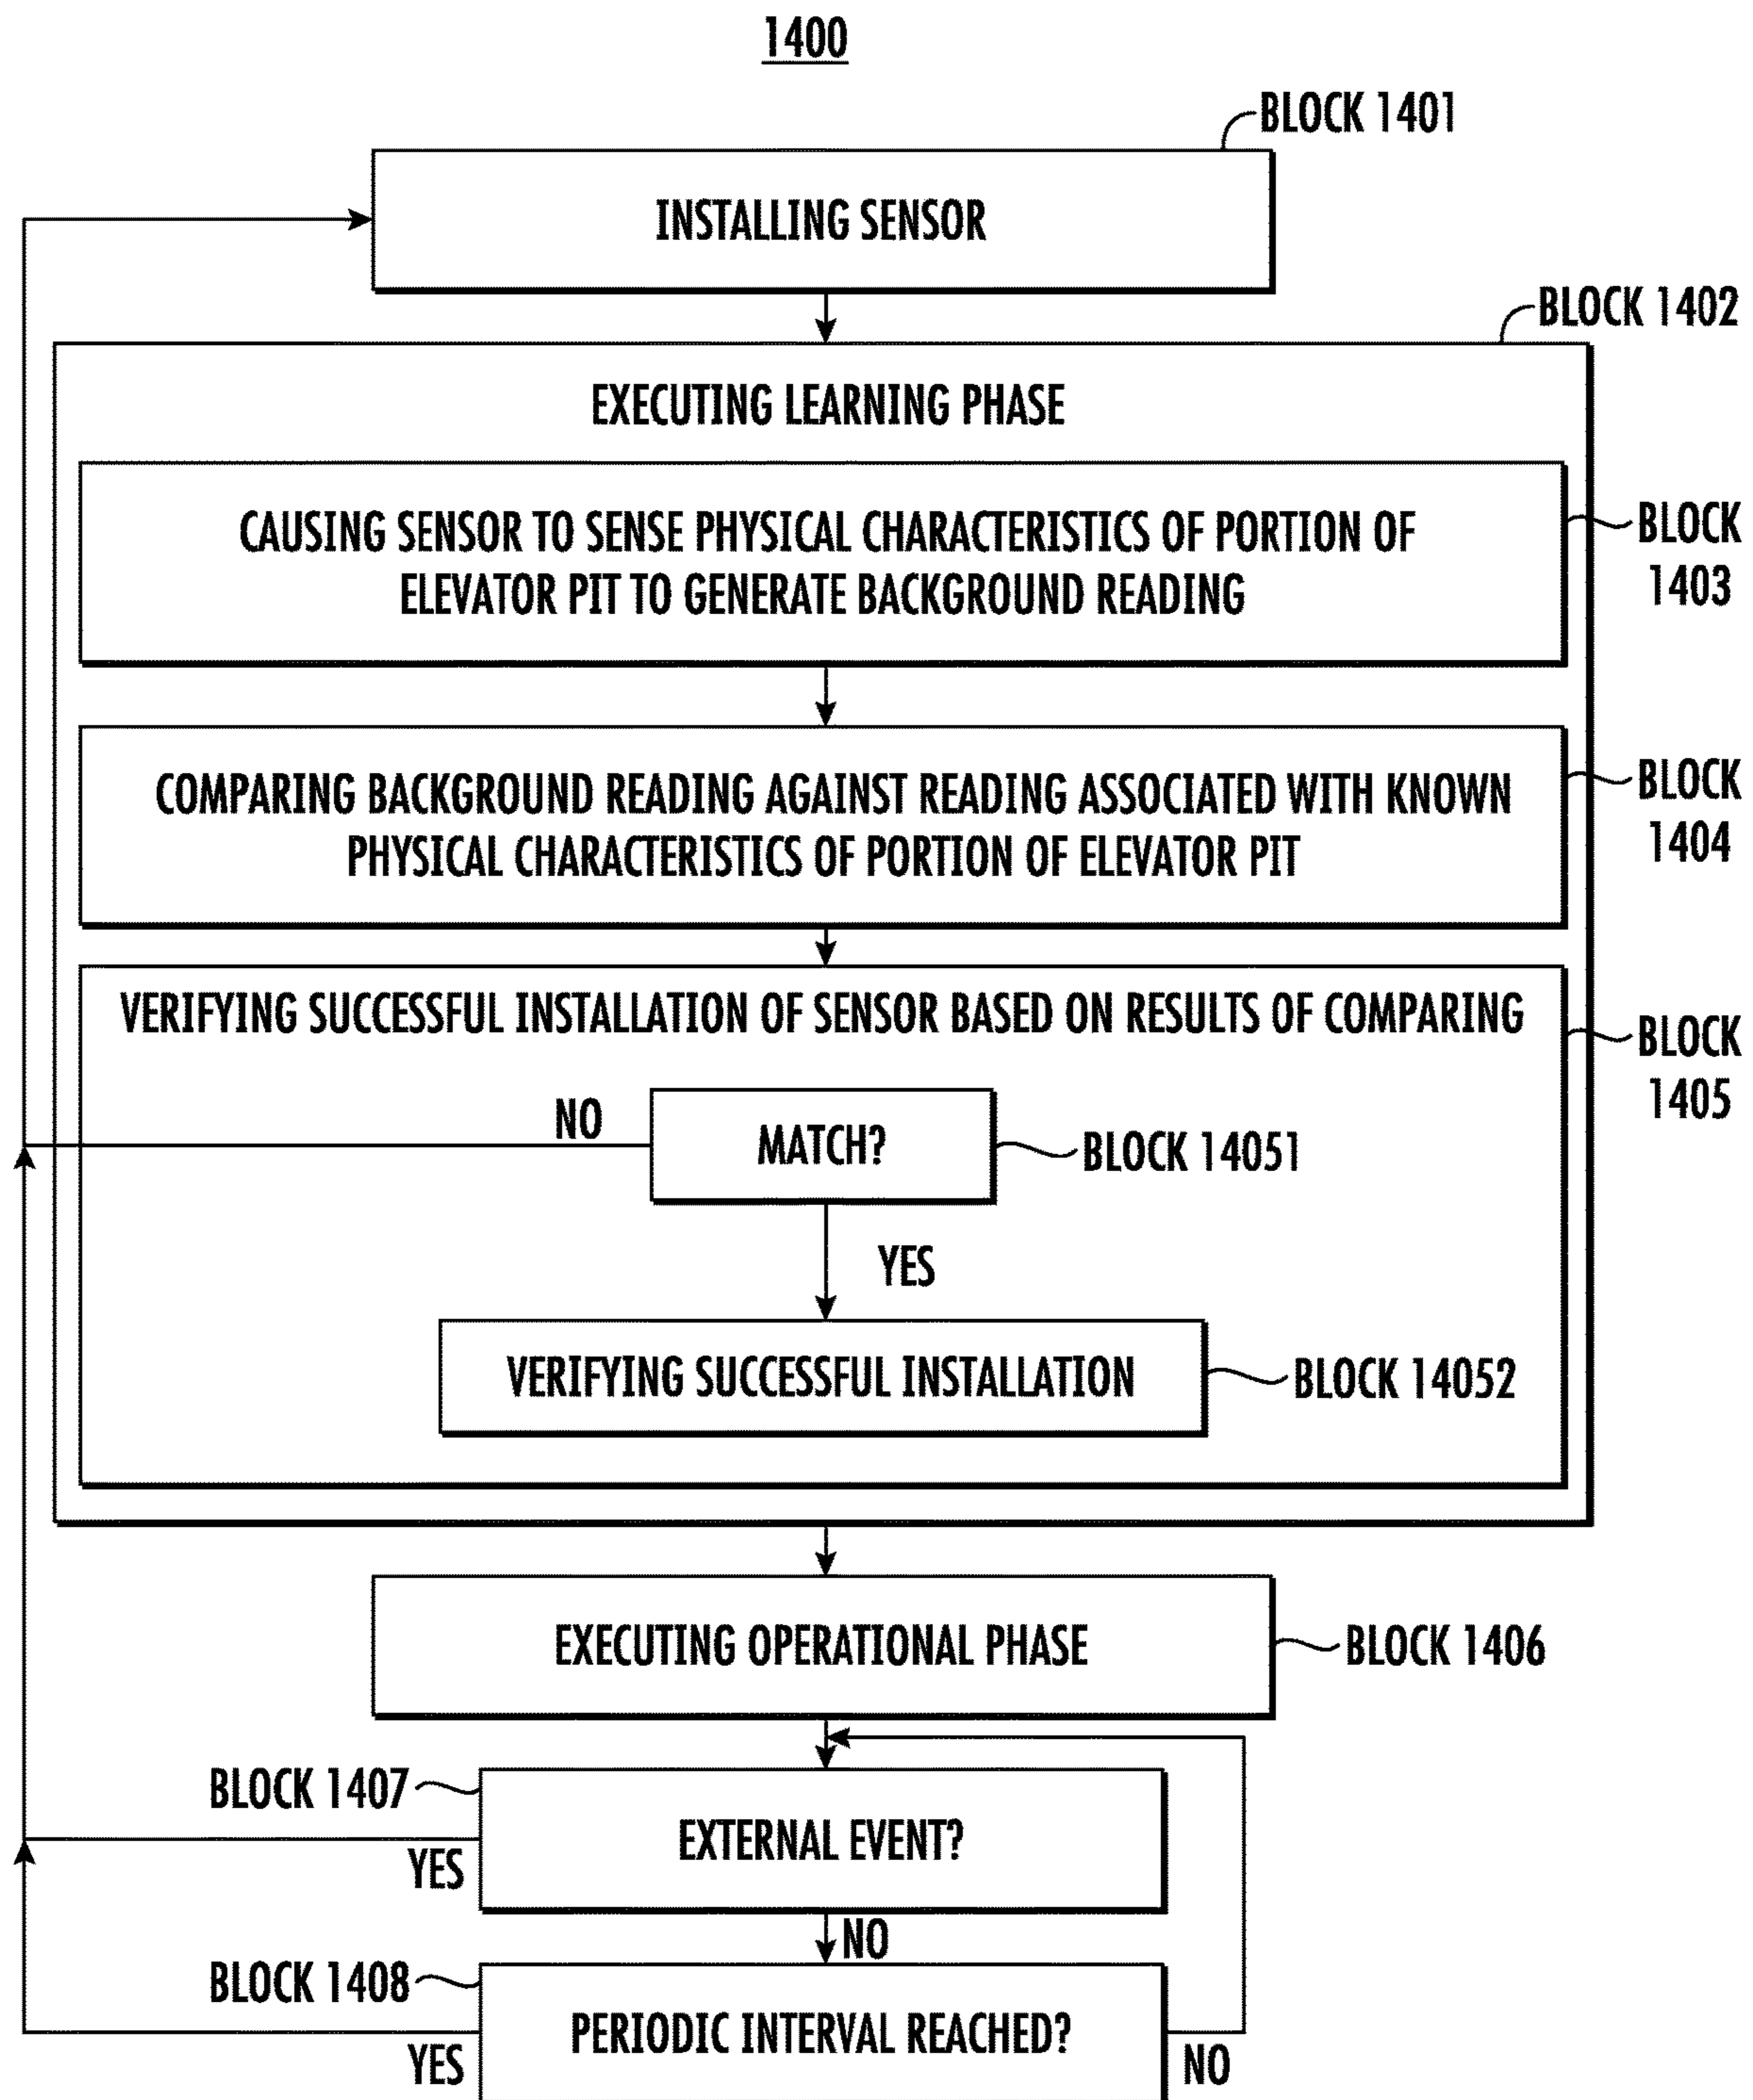 1400
BLOCK 1401
INSTALLING SENSOR
BLOCK 1402
EXECUTING LEARNING PHASE
CAUSING SENSOR TO SENSE PHYSICAL CHARACTERISTICS OF PORTION OF
ELEVATOR PIT TO GENERATE BACKGROUND READING
BLOCK
1403
COMPARING BACKGROUND READING AGAINST READING ASSOCIATED WITH KNOWN
PHYSICAL CHARACTERISTICS OF PORTION OF ELEVATOR PIT
BLOCK
1404
VERIFYING SUCCESSFUL INSTALLATION OF SENSOR BASED ON RESULTS OF COMPARING
BLOCK
1405
NO
MATCH?
BLOCK 14051
YES
VERIFYING SUCCESSFUL INSTALLATION
BLOCK 14052
EXECUTING OPERATIONAL PHASE
BLOCK 1406
BLOCK 1407
EXTERNAL EVENT?
YES
NO
BLOCK 1408
PERIODIC INTERVAL REACHED?
YES
NO